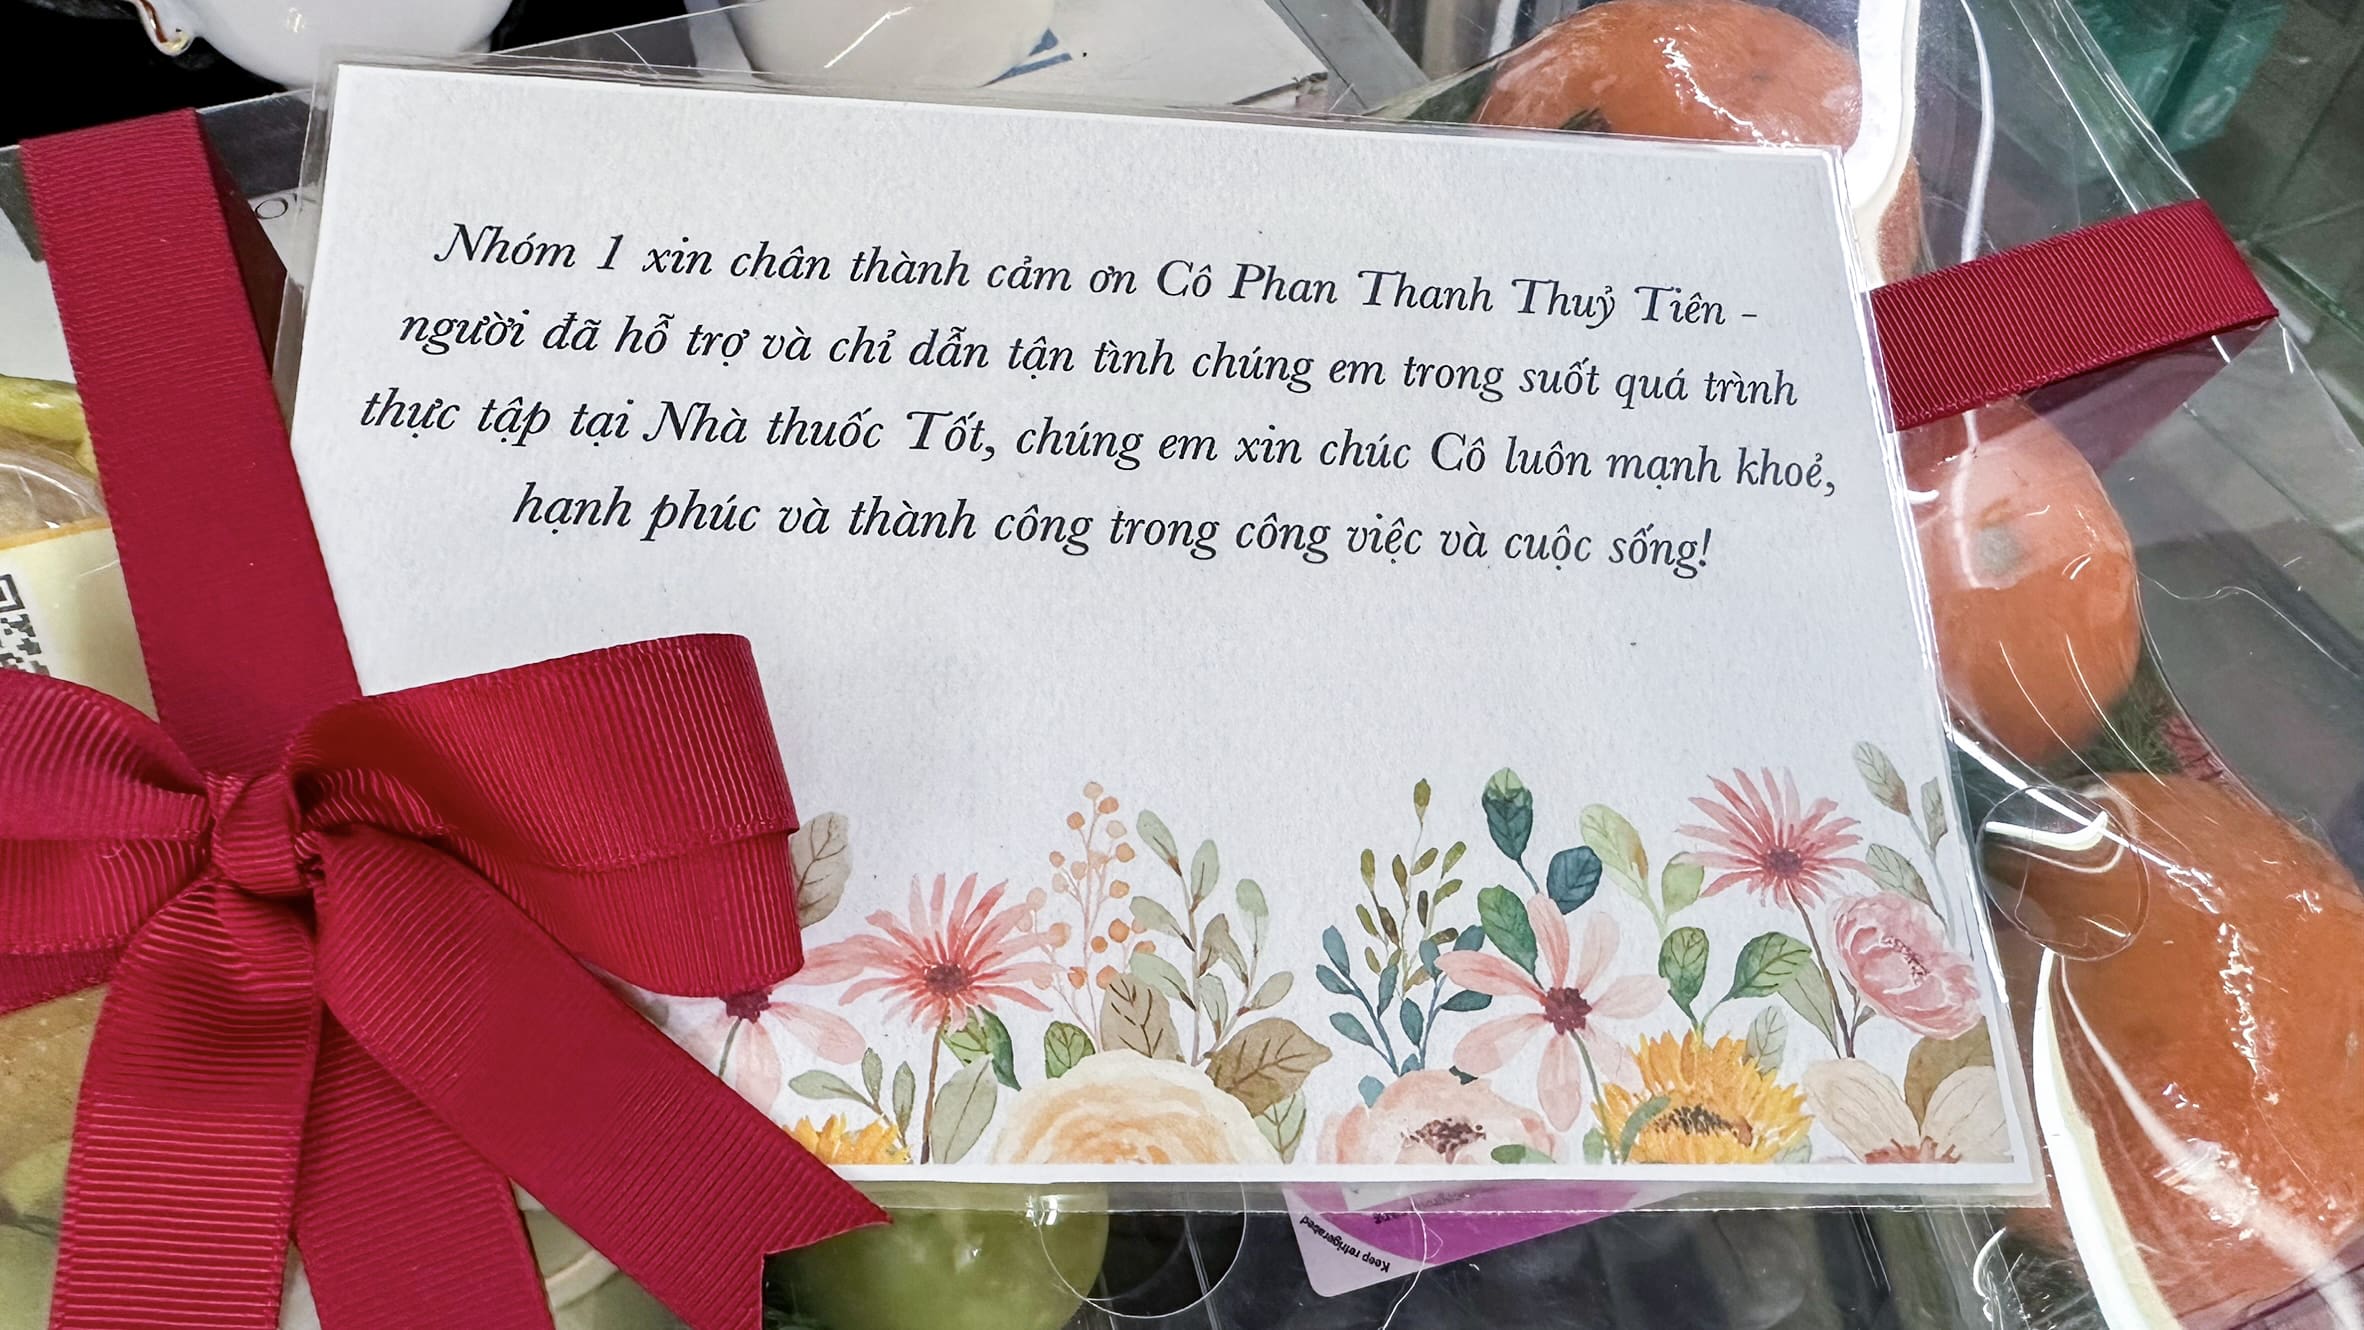 Nhóm 1 xin chân thành cảm ơn Cô Phan Thanh Thuỷ Tiên -
người đã hỗ trợ và chỉ dẫn tận tình chúng em trong suốt quá trình
thực tập tại Nhà thuốc Tốt, chúng em xin chúc Cô luôn mạnh khoẻ,
hạnh phúc và thành công trong công việc và cuộc sống!
Keep refrigerated